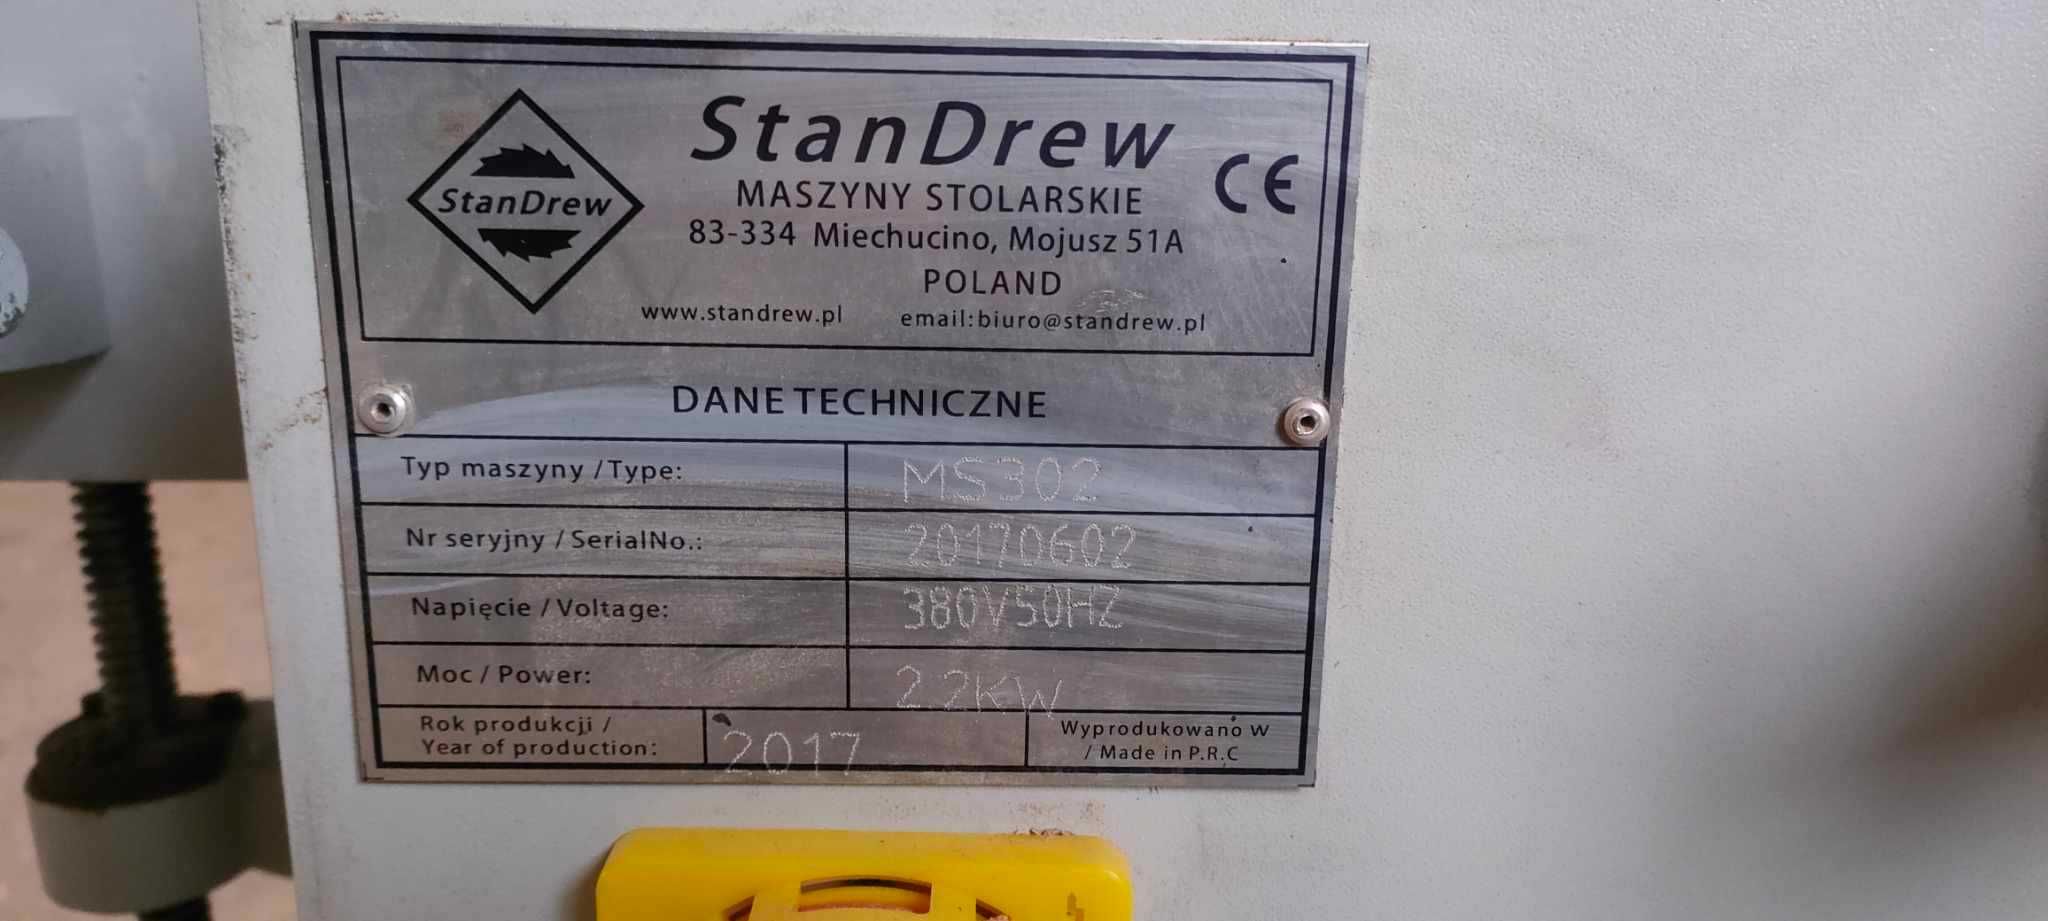 StanDrew
StanDrew
MASZYNY STOLARSKIE
83-334 Miechucino, Mojusz 51A
POLAND
www.standrew.pl email:biuro@standrew.pl
CE
DANE TECHNICZNE
Typ maszyny / Type: MS302
Nr seryjny / SerialNo.: 20170602
Napięcie / Voltage: 380V50HZ
Moc / Power: 2.2KW
Rok produkcji /
Year of production: 2017
Wyprodukowano w
/ Made in P.R.C